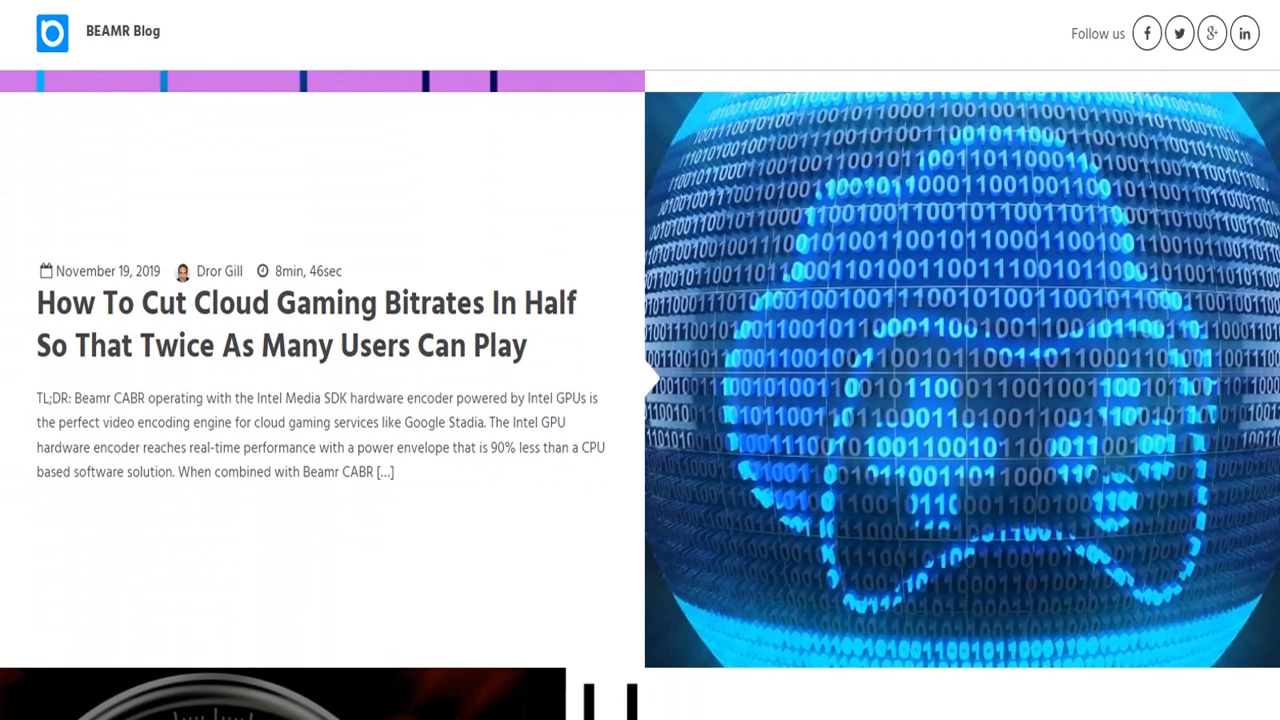 BEAMR Blog
Follow us
November 19, 2019 Dror Gill 8min, 46sec
How To Cut Cloud Gaming Bitrates In Half
So That Twice As Many Users Can Play
TL;DR: Beamr CABR operating with the Intel Media SDK hardware encoder powered by Intel GPUs is
the perfect video encoding engine for cloud gaming services like Google Stadia. The Intel GPU
hardware encoder reaches real-time performance with a power envelope that is 90% less than a CPU
based software solution. When combined with Beamr CABR [...]